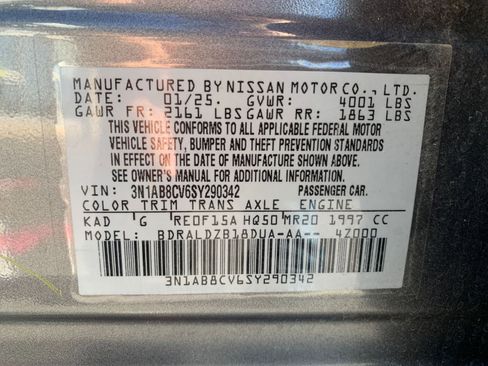 MANUFACTURED BY NISSAN MOTOR CO., LTD.
DATE: 01/25. GVWR: 4001 LBS
GAWR FR: 2161 LBS GAWR RR: 1863 LBS
THIS VEHICLE CONFORMS TO ALL APPLICABLE FEDERAL MOTOR
VEHICLE SAFETY, BUMPER AND THEFT PREVENTION STANDARDS
IN EFFECT ON THE DATE OF MANUFACTURE SHOWN ABOVE.
SEE OWNER'S MANUAL FOR ADDITIONAL INFORMATION.
VIN: 3N1AB8CV6SY290342 PASSENGER CAR.
COLOR TRIM TRANS AXLE ENGINE
KAD G RE0F15A HQ50 MR20 1997 CC
MODEL: BDRALDZB18DUA-AA-- 4Z000
3N1AB8CV6SY290342